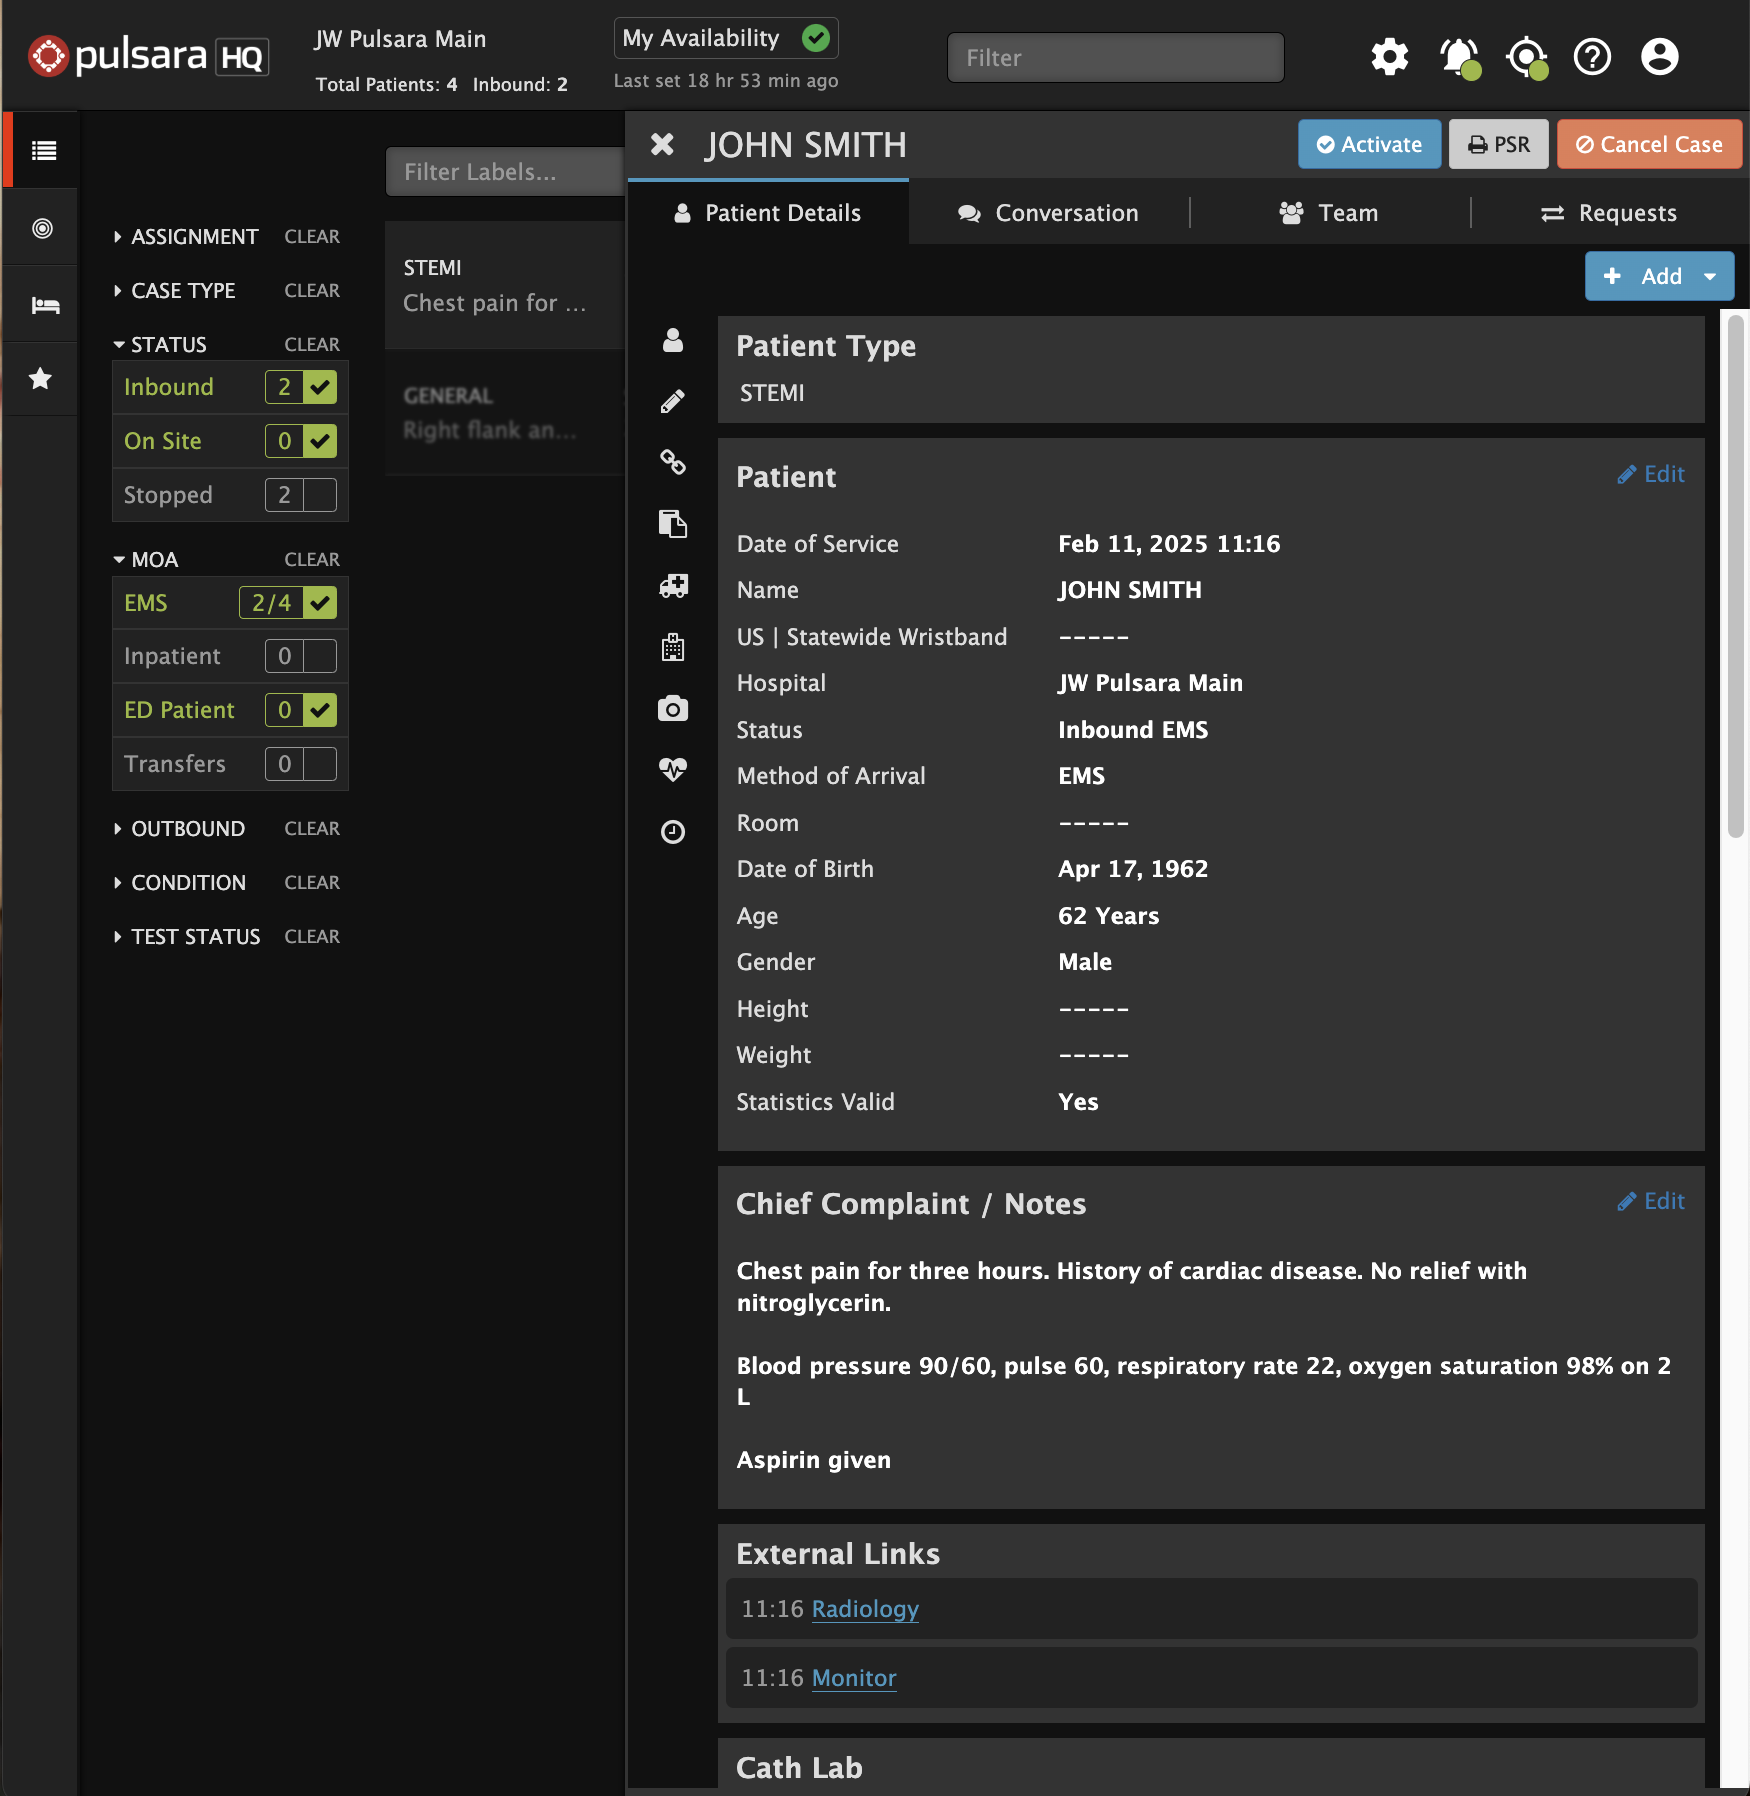 pulsara HQ
JW Pulsara Main
Total Patients: 4 Inbound: 2
My Availability
Last set 18 hr 53 min ago
Filter
Filter Labels...
ASSIGNMENT CLEAR
CASE TYPE CLEAR
STATUS CLEAR
Inbound 2
On Site 0
Stopped 2
MOA CLEAR
EMS 2/4
Inpatient 0
ED Patient 0
Transfers 0
OUTBOUND CLEAR
CONDITION CLEAR
TEST STATUS CLEAR
STEMI
Chest pain for ...
GENERAL
Right flank an...
JOHN SMITH
Activate
PSR
Cancel Case
Patient Details
Conversation
Team
Requests
+ Add
Patient Type
STEMI
Patient Edit
Date of Service Feb 11, 2025 11:16
Name JOHN SMITH
US | Statewide Wristband -----
Hospital JW Pulsara Main
Status Inbound EMS
Method of Arrival EMS
Room -----
Date of Birth Apr 17, 1962
Age 62 Years
Gender Male
Height -----
Weight -----
Statistics Valid Yes
Chief Complaint / Notes Edit
Chest pain for three hours. History of cardiac disease. No relief with
nitroglycerin.
Blood pressure 90/60, pulse 60, respiratory rate 22, oxygen saturation 98% on 2
L
Aspirin given
External Links
11:16 Radiology
11:16 Monitor
Cath Lab